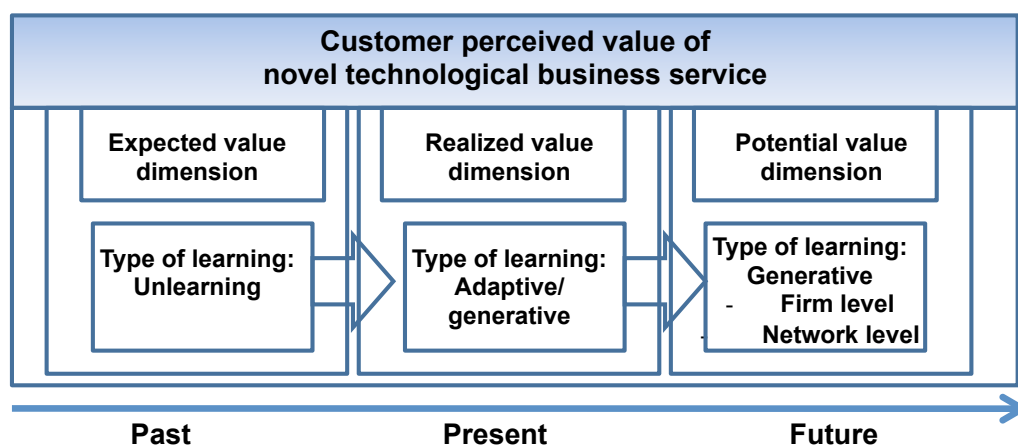 Customer perceived value of
novel technological business service
Expected value
dimension
Realized value
dimension
Potential value
dimension
Type of learning:
Unlearning
Type of learning:
Adaptive/
generative
Type of learning:
Generative
- Firm level
- Network level
Past
Present
Future